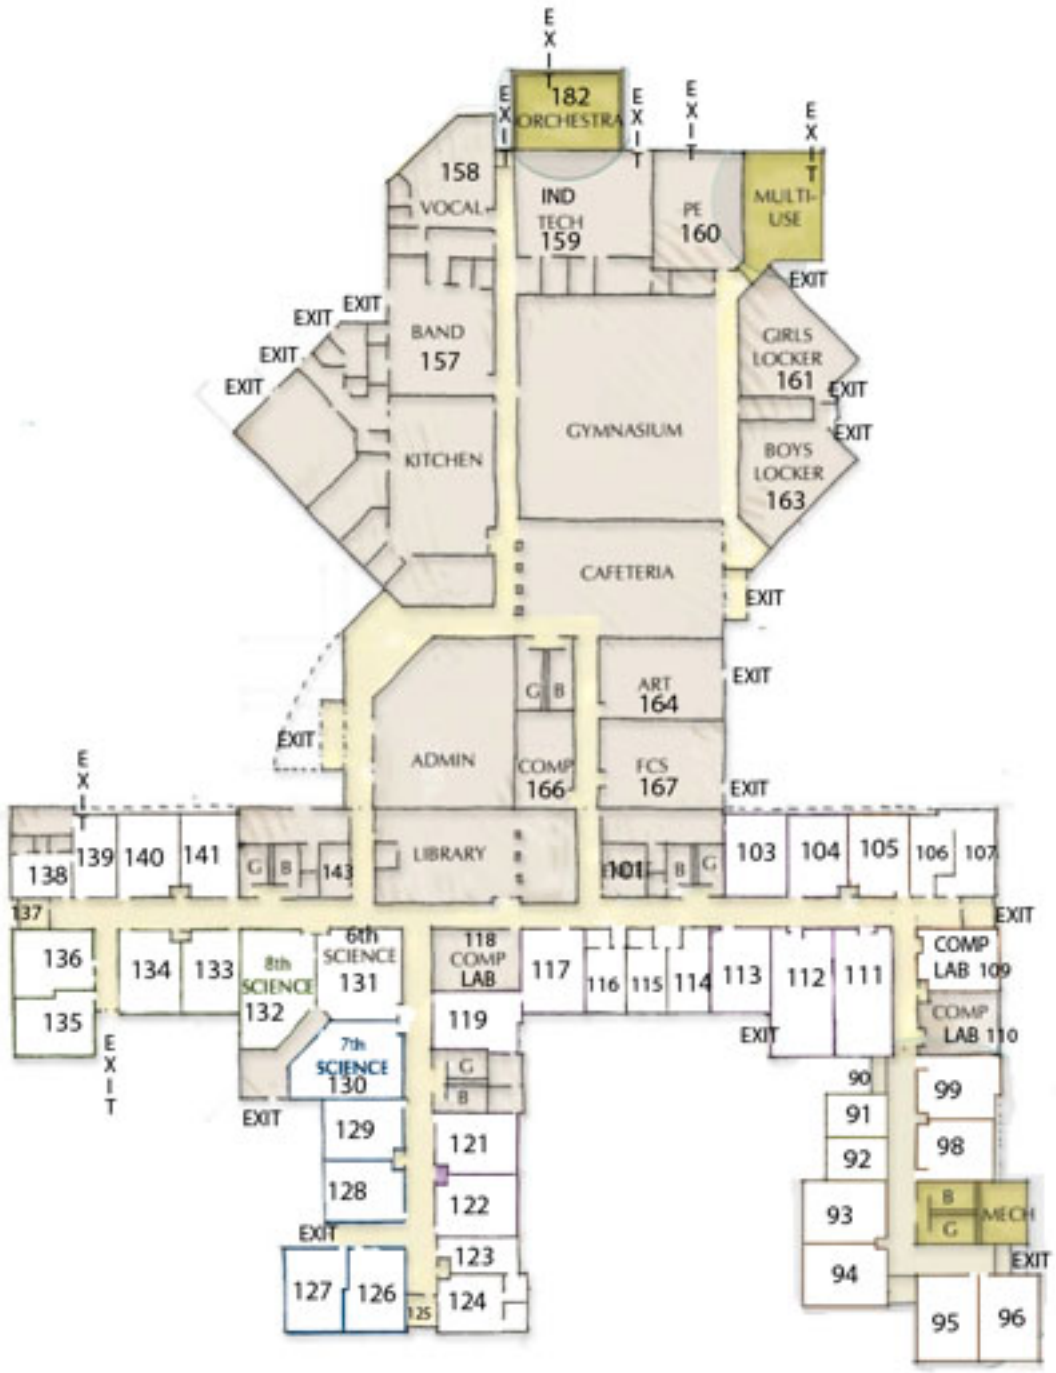 EXIT
182
ORCHESTRA
EXIT
EXIT
EXIT
EXIT
158
VOCAL
IND
TECH
159
PE
160
MULTI-
USE
EXIT
EXIT
EXIT
EXIT
EXIT
BAND
157
GIRLS
LOCKER
161
EXIT
EXIT
GYMNASIUM
KITCHEN
BOYS
LOCKER
163
CAFETERIA
EXIT
G B
ART
164
EXIT
EXIT
ADMIN
COMP
166
FCS
167
EXIT
EXIT
138
139
140
141
G B
143
LIBRARY
101
B G
103
104
105
106
107
137
EXIT
136
135
134
133
8th
SCIENCE
132
6th
SCIENCE
131
118
COMP
LAB
117
116
115
114
113
112
111
COMP
LAB 109
COMP
LAB 110
EXIT
EXIT
119
7th
SCIENCE
130
EXIT
G
B
129
128
121
122
EXIT
127
126
123
124
125
90
91
92
93
94
99
98
B
G
MECH
EXIT
95
96